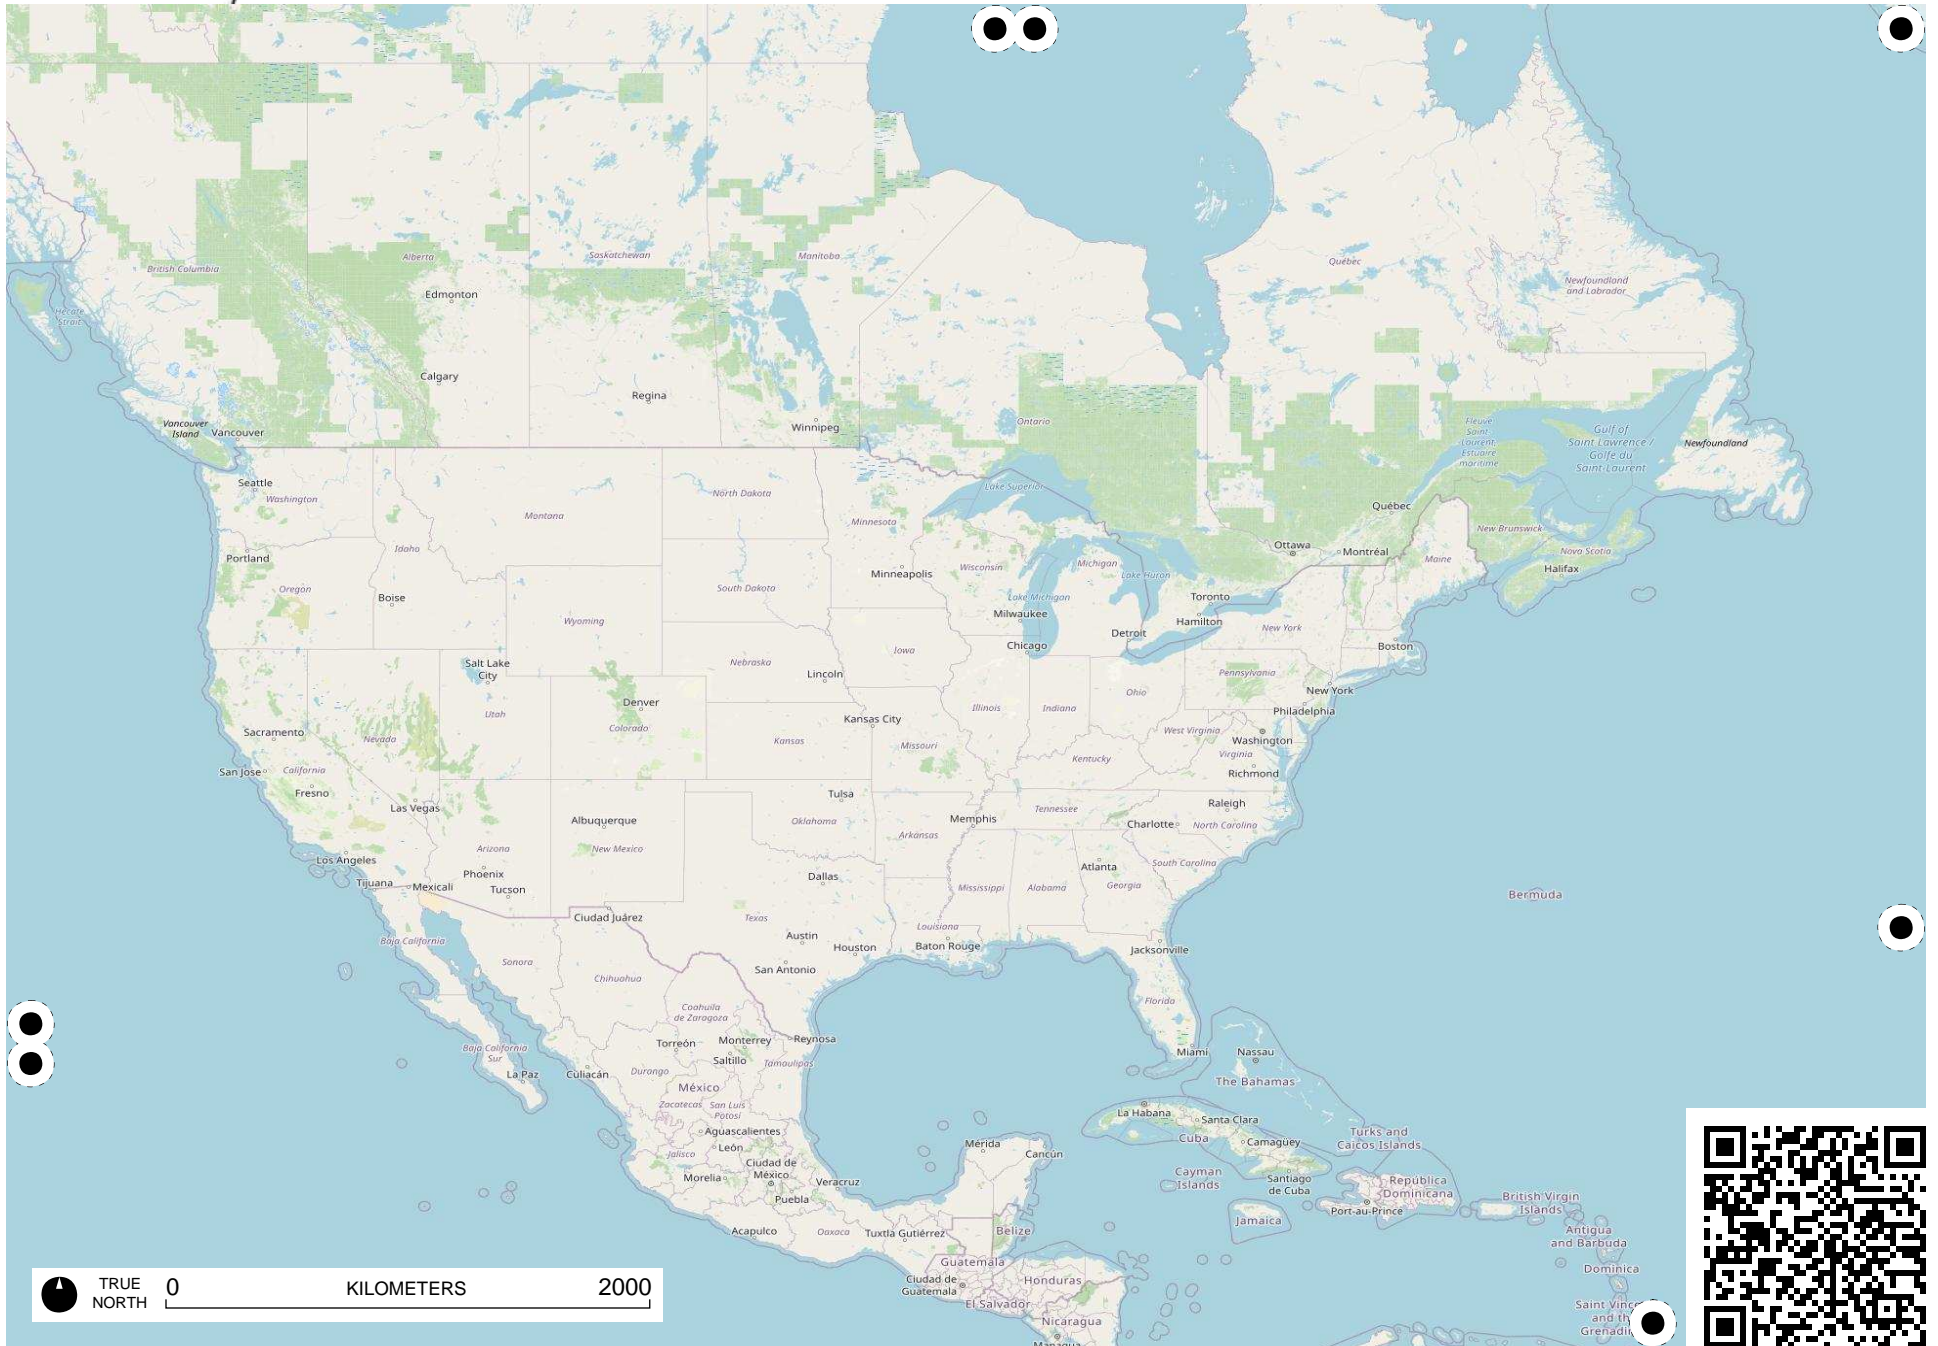 British Columbia
Alberta
Saskatchewan
Manitoba
Québec
Newfoundland
and Labrador
Edmonton
Hecate
Strait
Calgary
Regina
Winnipeg
Ontario
Vancouver
Island
Vancouver
Fleuve
Saint
Laurent,
Estuaire
maritime
Gulf of
Saint Lawrence /
Golfe du
Saint-Laurent
Newfoundland
Seattle
Washington
North Dakota
Lake Superior
Montana
Minnesota
Québec
New Brunswick
Portland
Idaho
Ottawa
Montréal
Maine
Nova Scotia
Halifax
Minneapolis
Wisconsin
Michigan
Lake Huron
Oregon
Boise
South Dakota
Lake Michigan
Toronto
Milwaukee
Hamilton
Wyoming
Detroit
New York
Chicago
Boston
Iowa
Salt Lake
City
Nebraska
Lincoln
Pennsylvania
Denver
Ohio
New York
Utah
Illinois
Indiana
Philadelphia
Kansas City
Sacramento
Nevada
Colorado
Kansas
Missouri
West Virginia
Washington
Virginia
Kentucky
San Jose
California
Richmond
Fresno
Las Vegas
Tulsa
Raleigh
Tennessee
Albuquerque
Oklahoma
Memphis
Charlotte
North Carolina
Arkansas
Arizona
New Mexico
Los Angeles
Phoenix
Dallas
Atlanta
South Carolina
Tijuana
Mexicali
Tucson
Mississippi
Alabama
Georgia
Bermuda
Ciudad Juárez
Texas
Louisiana
Austin
Baja California
Houston
Baton Rouge
Jacksonville
Sonora
San Antonio
Chihuahua
Florida
Coahuila
de Zaragoza
Reynosa
Torreón
Monterrey
Baja California
Sur
Saltillo
Tamaulipas
Miami
Nassau
La Paz
Culiacán
Durango
México
The Bahamas
Zacatecas
San Luis
Potosí
La Habana
Santa Clara
Aguascalientes
Cuba
Camagüey
Turks and
Caicos Islands
León
Mérida
Cancún
Jalisco
Ciudad de
México
Morelia
Veracruz
Cayman
Islands
Santiago
de Cuba
República
Dominicana
Puebla
British Virgin
Islands
Port-au-Prince
Jamaica
Acapulco
Oaxaca
Tuxtla Gutiérrez
Belize
Antigua
and Barbuda
Guatemala
Dominica
Ciudad de
Guatemala
Honduras
El Salvador
Saint
and the
Nicaragua
TRUE
NORTH
0
KILOMETERS
2000